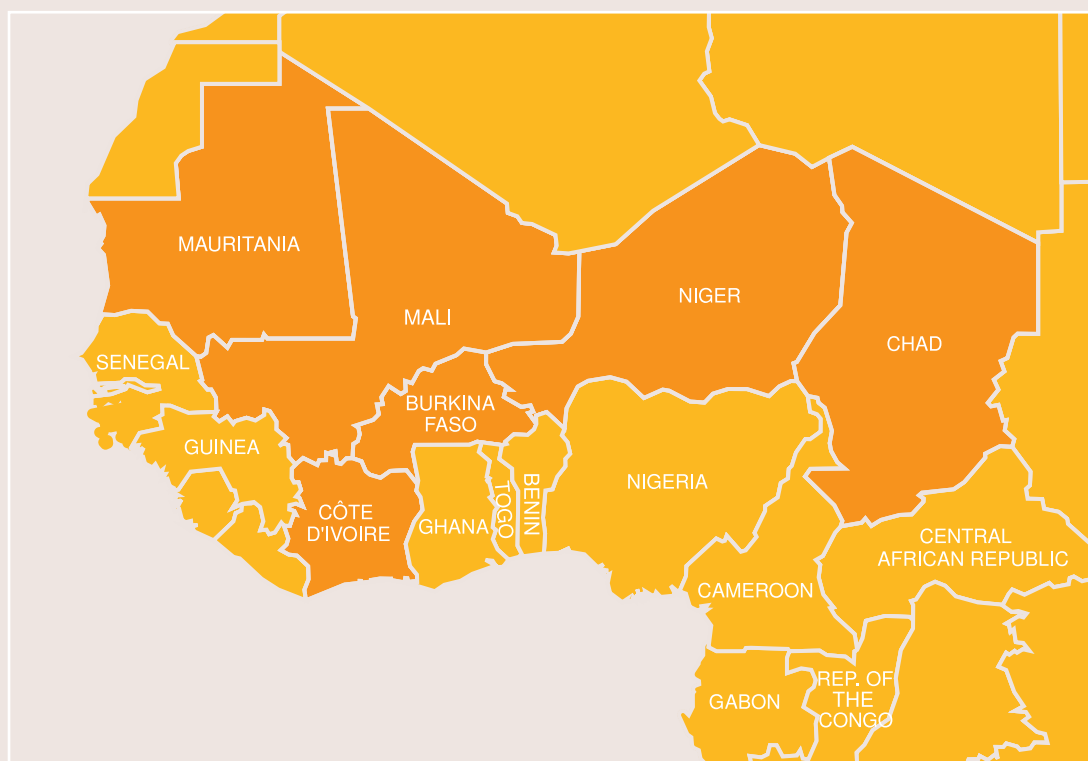 MAURITANIA
NIGER
MALI
CHAD
SENEGAL
BURKINA
FASO
GUINEA
NIGERIA
CÔTE
D'IVOIRE
GHANA
TOGO
BENIN
CENTRAL
AFRICAN REPUBLIC
CAMEROON
GABON
REP. OF
THE
CONGO